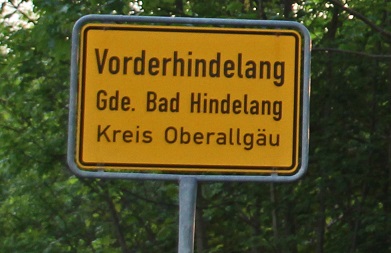 Vorderhindelang
Gde. Bad Hindelang
Kreis Oberallgäu